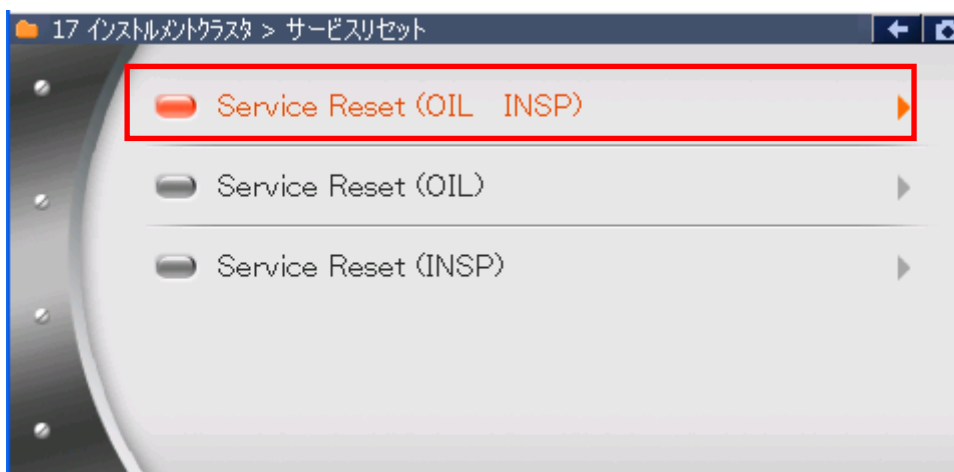 17 インストルメントクラスタ > サービスリセット
Service Reset (OIL　INSP)
Service Reset (OIL)
Service Reset (INSP)